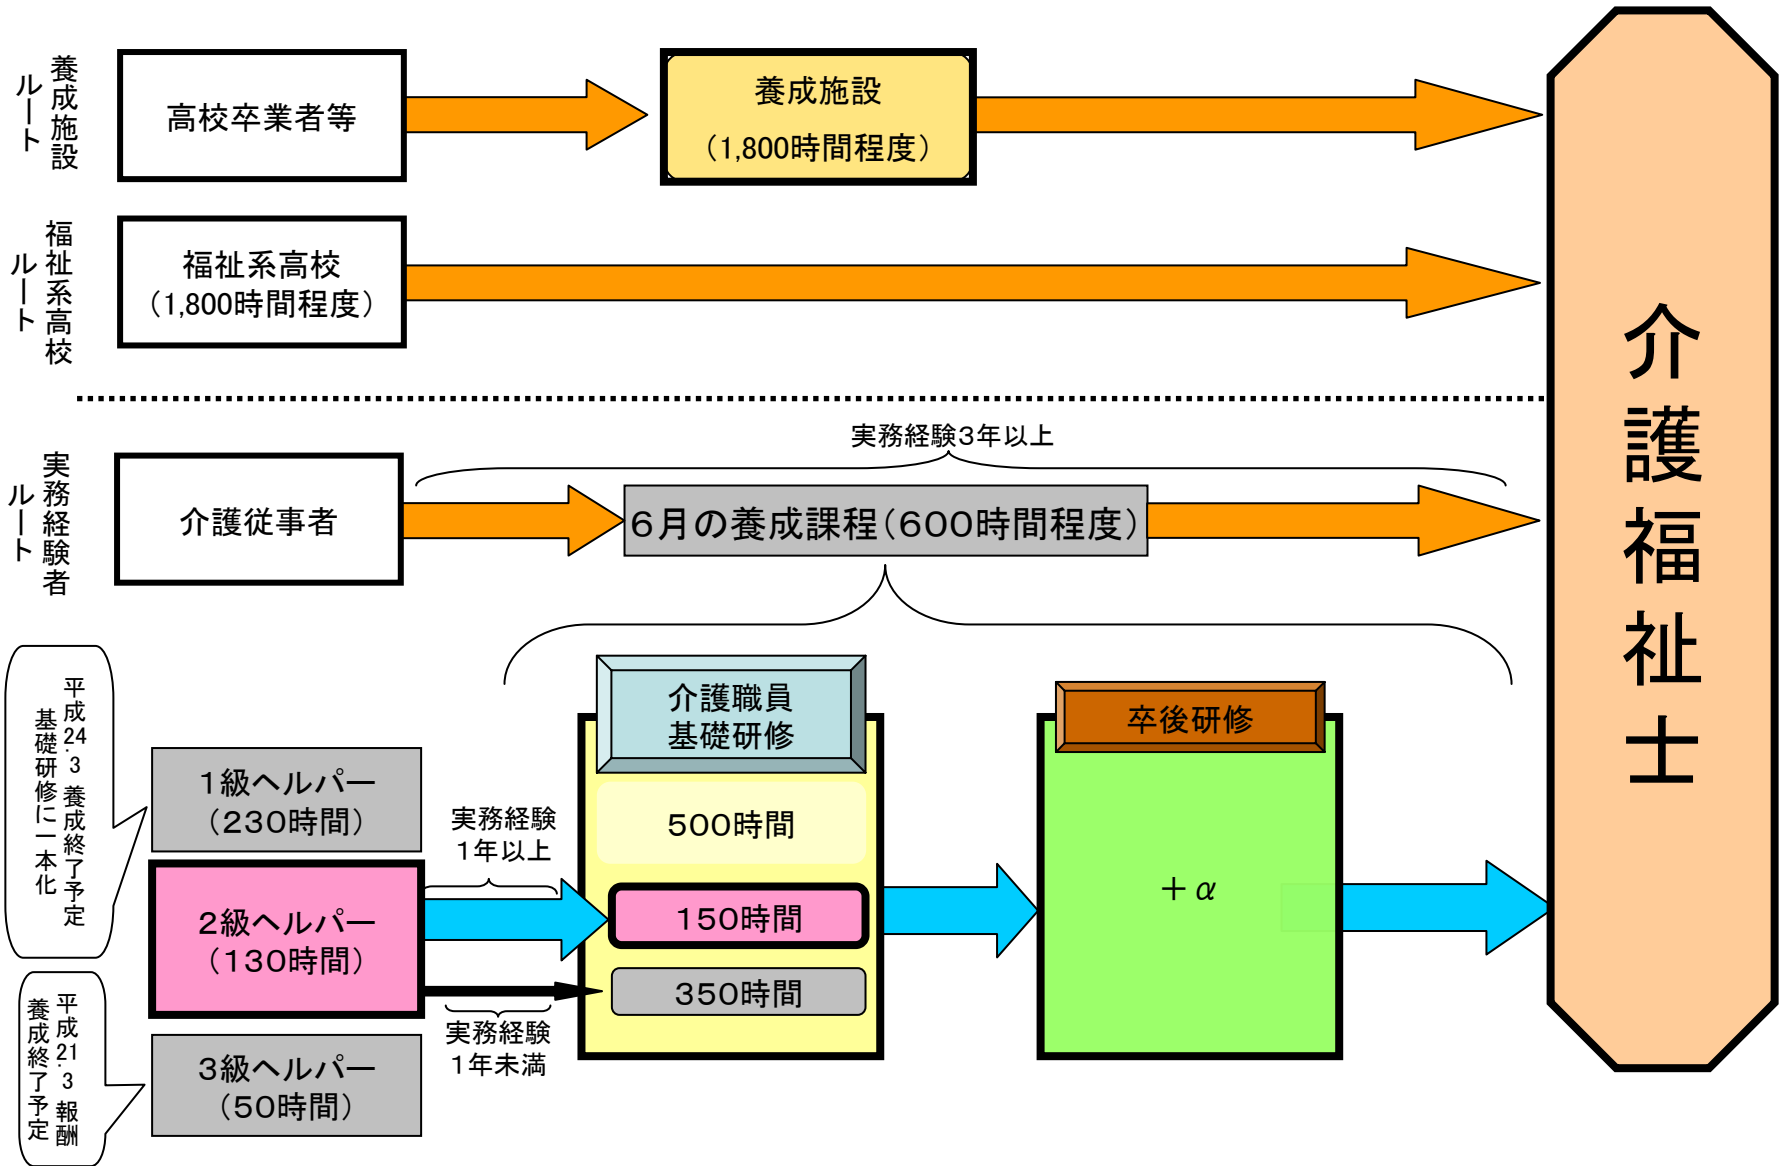 養成施設
ルート
高校卒業者等
養成施設
（1,800時間程度）
福祉系高校
ルート
福祉系高校
（1,800時間程度）
介護福祉士
実務経験3年以上
実務経験者
ルート
介護従事者
６月の養成課程（６００時間程度）
平成24.3 養成終了予定
基礎研修に一本化
介護職員
基礎研修
卒後研修
１級ヘルパー
（２３０時間）
実務経験
１年以上
５００時間
２級ヘルパー
（１３０時間）
１５０時間
＋α
３５０時間
実務経験
１年未満
平成21.3 報酬
養成終了予定
３級ヘルパー
（５０時間）